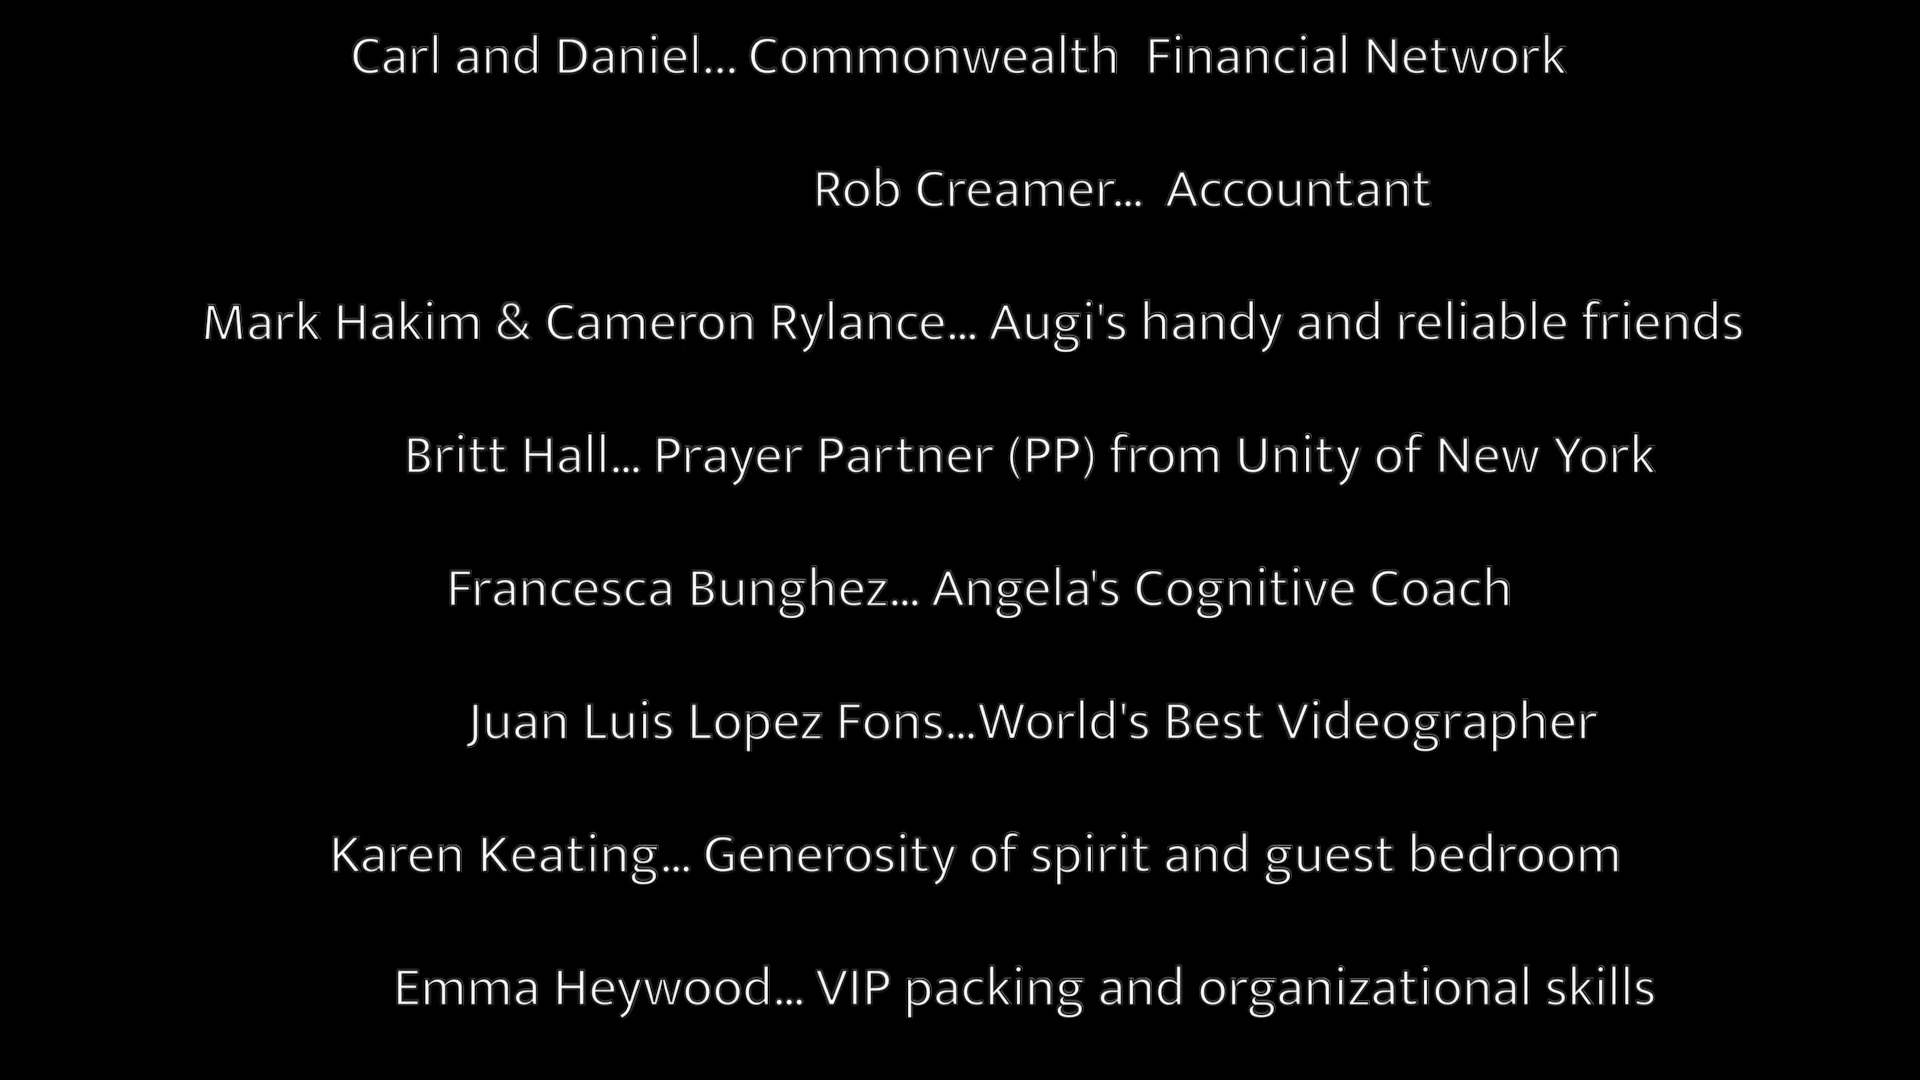 Carl and Daniel... Commonwealth  Financial Network
Rob Creamer...  Accountant
Mark Hakim & Cameron Rylance... Augi's handy and reliable friends
Britt Hall... Prayer Partner (PP) from Unity of New York
Francesca Bunghez... Angela's Cognitive Coach
Juan Luis Lopez Fons...World's Best Videographer
Karen Keating... Generosity of spirit and guest bedroom
Emma Heywood... VIP packing and organizational skills